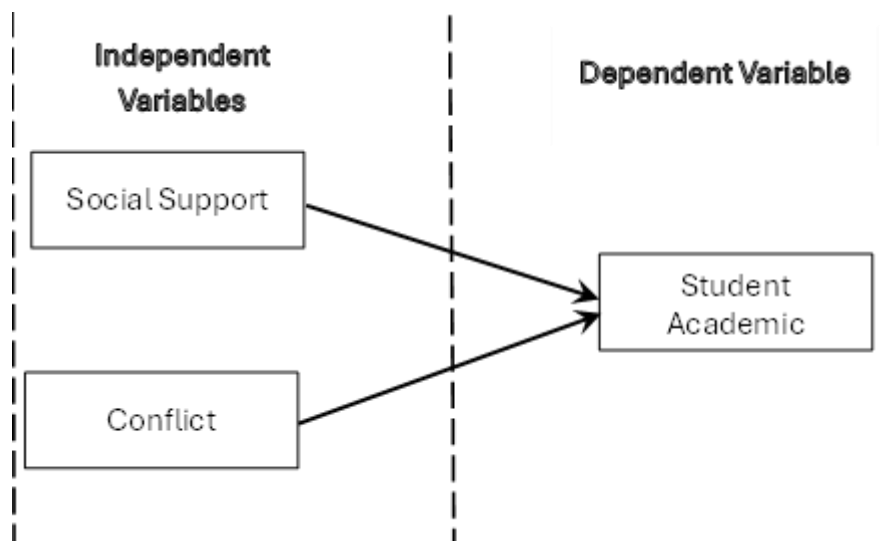 Independent
Variables
Dependent Variable
Social Support
Student
Academic
Conflict